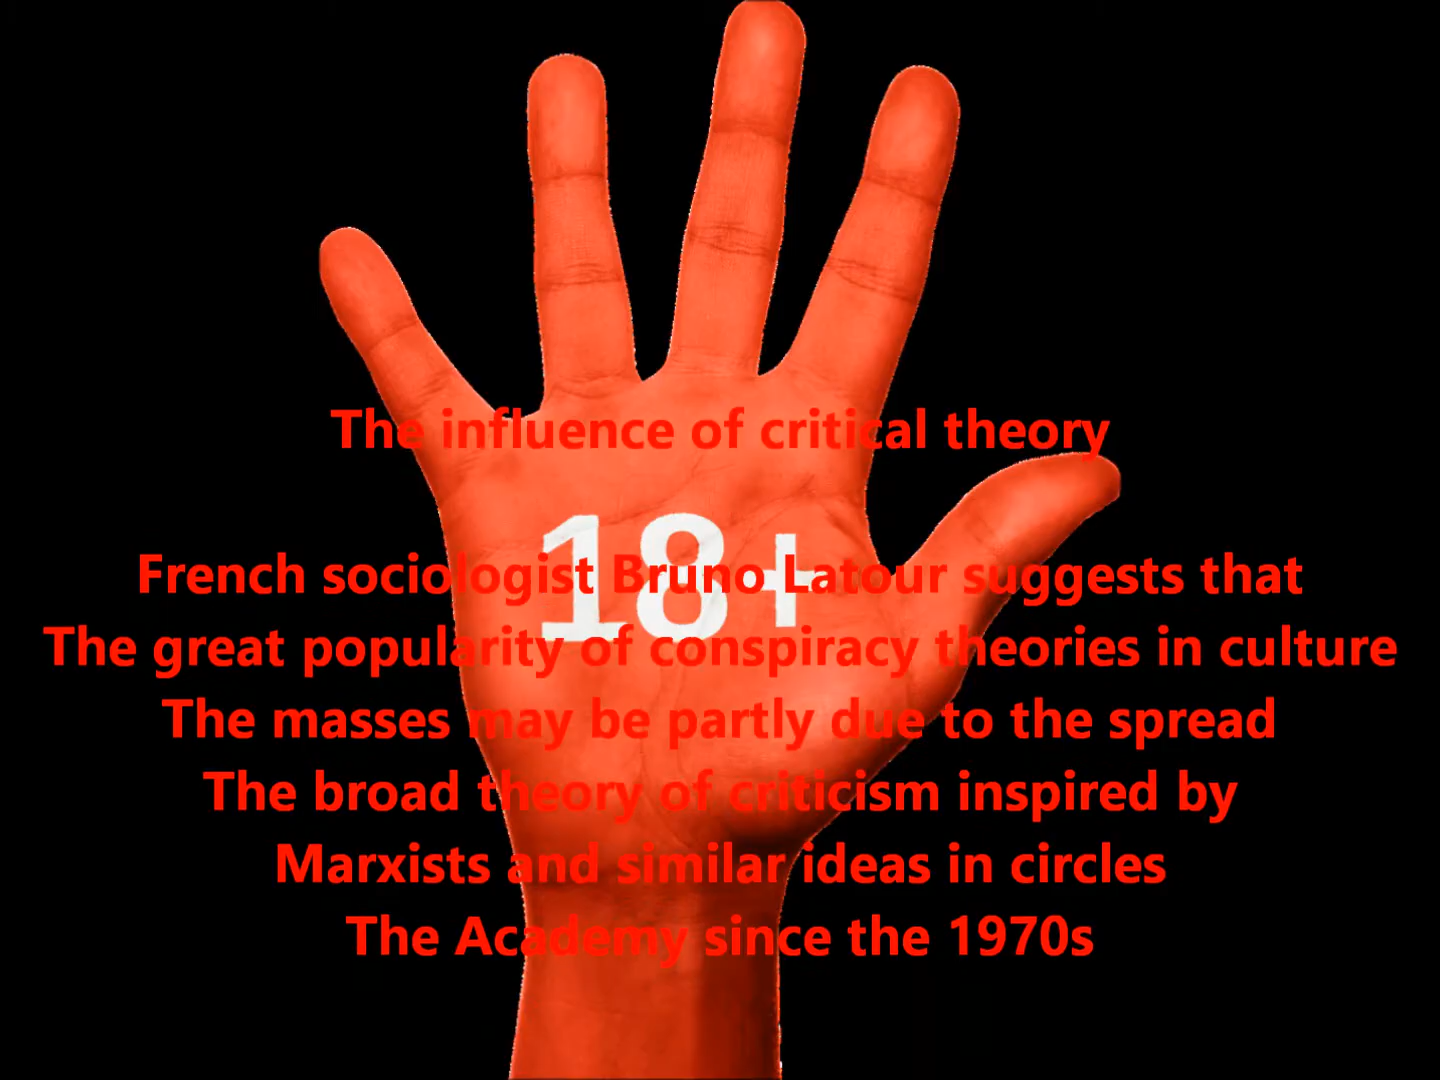 The influence of critical theory
18+
French sociologist Bruno Latour suggests that
The great popularity of conspiracy theories in culture
The masses may be partly due to the spread
The broad theory of criticism inspired by
Marxists and similar ideas in circles
The Academy since the 1970s